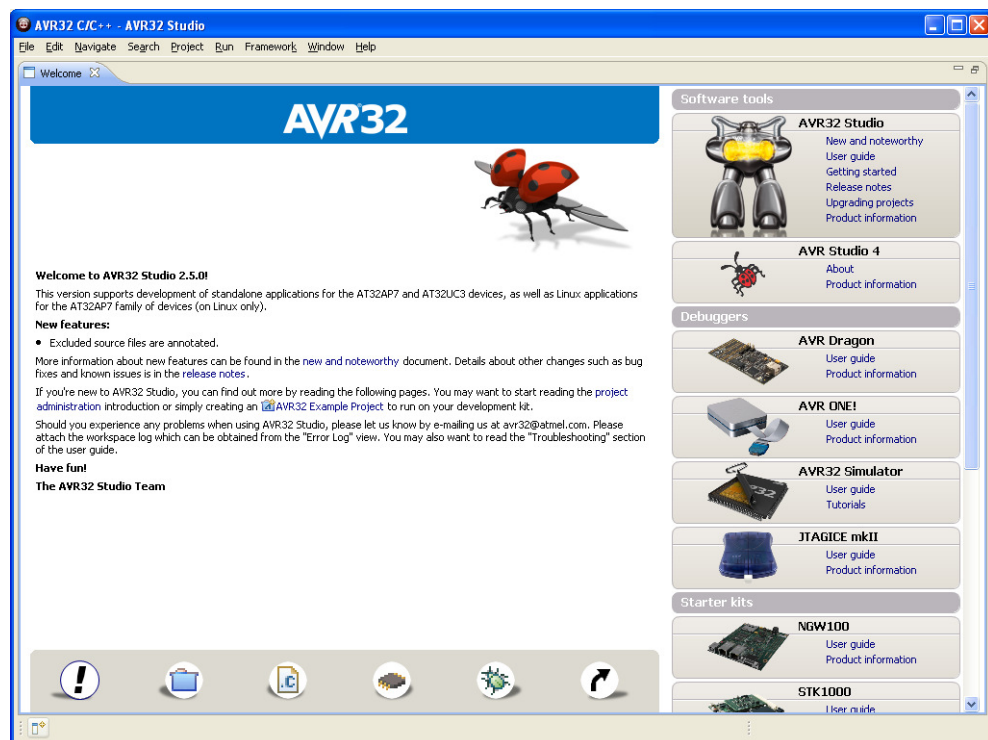 AVR32 C/C++ - AVR32 Studio
File Edit Navigate Search Project Run Framework Window Help
Welcome
AVR32
Welcome to AVR32 Studio 2.5.0!
This version supports development of standalone applications for the AT32AP7 and AT32UC3 devices, as well as Linux applications
for the AT32AP7 family of devices (on Linux only).
New features:
• Excluded source files are annotated.
More information about new features can be found in the new and noteworthy document. Details about other changes such as bug
fixes and known issues is in the release notes.
If you're new to AVR32 Studio, you can find out more by reading the following pages. You may want to start reading the project
administration introduction or simply creating an AVR32 Example Project to run on your development kit.
Should you experience any problems when using AVR32 Studio, please let us know by e-mailing us at avr32@atmel.com. Please
attach the workspace log which can be obtained from the "Error Log" view. You may also want to read the "Troubleshooting" section
of the user guide.
Have fun!
The AVR32 Studio Team
!
.c
Software tools
AVR32 Studio
New and noteworthy
User guide
Getting started
Release notes
Upgrading projects
Product information
AVR Studio 4
About
Product information
Debuggers
AVR Dragon
User guide
Product information
AVR ONE!
User guide
Product information
AVR32 Simulator
User guide
Tutorials
JTAGICE mkII
User guide
Product information
Starter kits
NGW100
User guide
Product information
STK1000
User guide